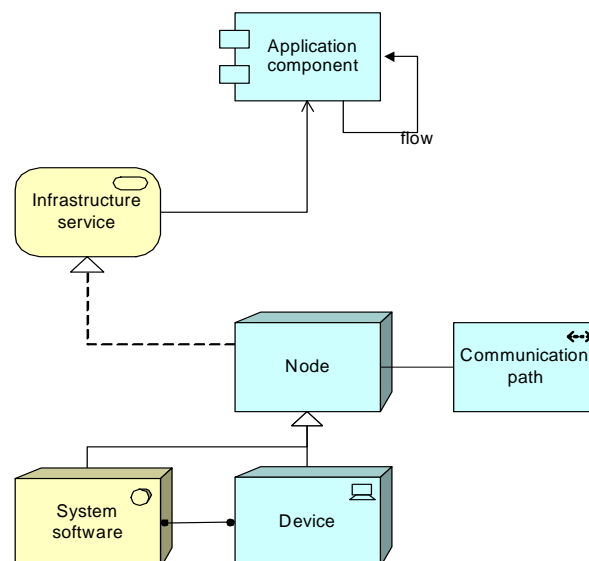 Application
component
flow
Infrastructure
service
Node
Communication
path
System
software
Device